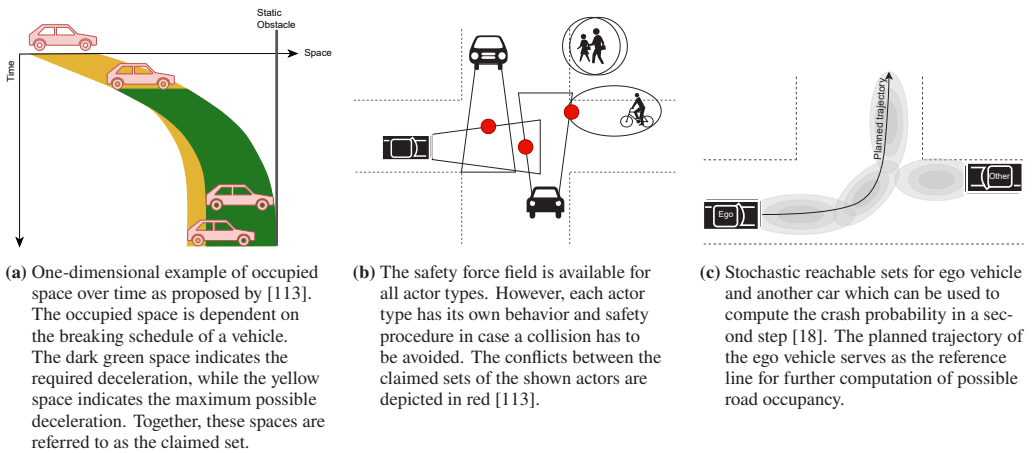 Static
Obstacle
Space
Time
Planned trajectory
Ego
Other
(a) One-dimensional example of occupied
space over time as proposed by [113].
The occupied space is dependent on
the breaking schedule of a vehicle.
The dark green space indicates the
required deceleration, while the yellow
space indicates the maximum possible
deceleration. Together, these spaces are
referred to as the claimed set.
(b) The safety force field is available for
all actor types. However, each actor
type has its own behavior and safety
procedure in case a collision has to
be avoided. The conflicts between the
claimed sets of the shown actors are
depicted in red [113].
(c) Stochastic reachable sets for ego vehicle
and another car which can be used to
compute the crash probability in a sec-
ond step [18]. The planned trajectory of
the ego vehicle serves as the reference
line for further computation of possible
road occupancy.